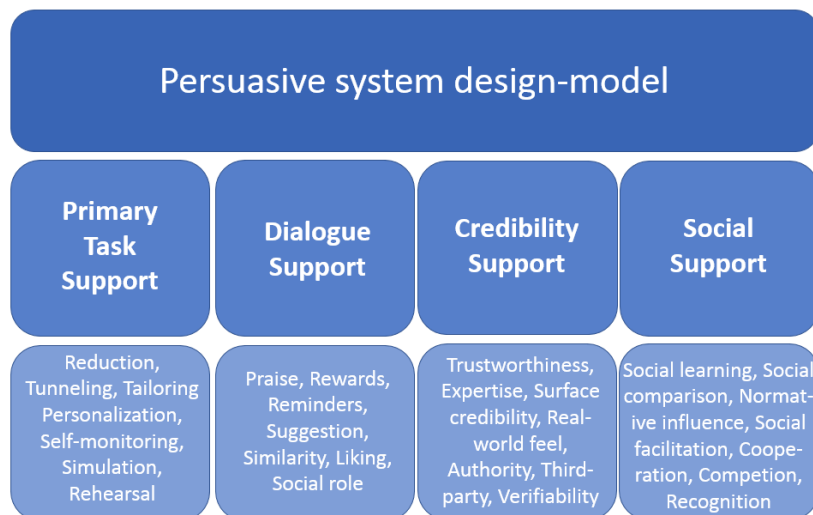 Persuasive system design-model
Primary
Task
Support
Dialogue
Support
Credibility
Support
Social
Support
Reduction,
Tunneling, Tailoring
Personalization,
Self-monitoring,
Simulation,
Rehearsal
Praise, Rewards,
Reminders,
Suggestion,
Similarity, Liking,
Social role
Trustworthiness,
Expertise, Surface
credibility, Real-
world feel,
Authority, Third-
party, Verifiability
Social learning, Social
comparison, Normat-
ive influence, Social
facilitation, Coope-
ration, Competion,
Recognition